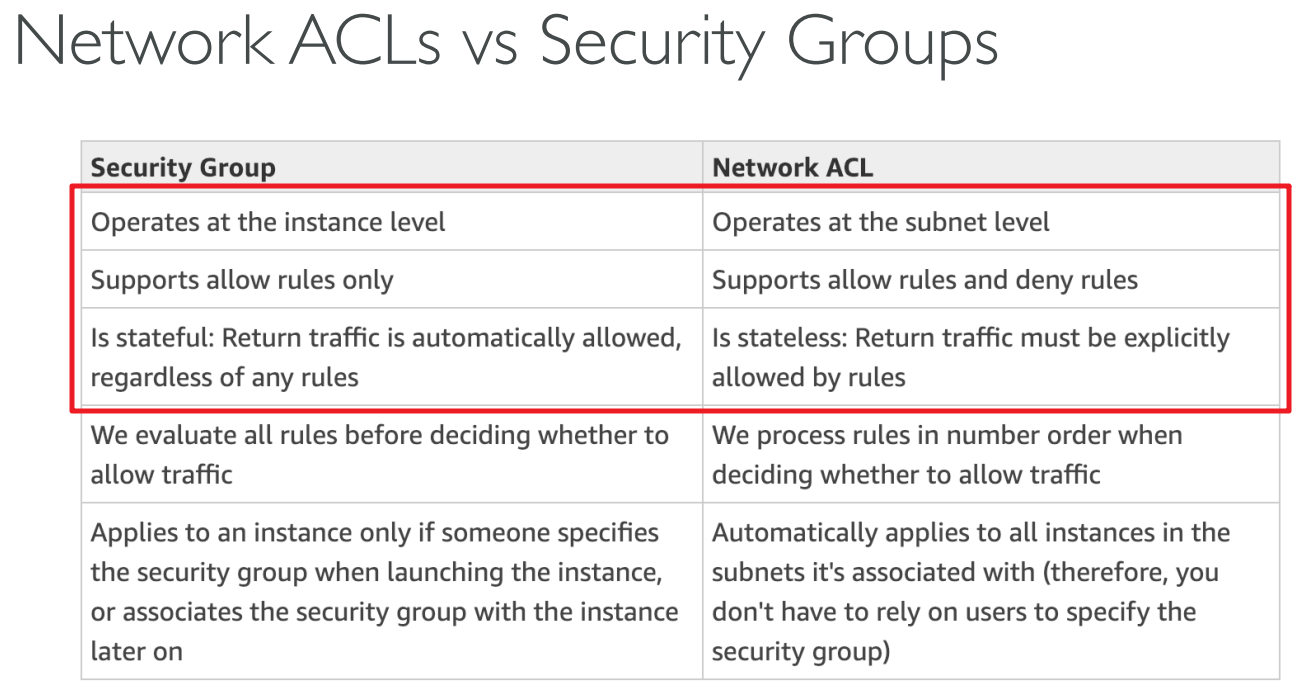 Network ACLs vs Security Groups
Security Group
Network ACL
Operates at the instance level
Operates at the subnet level
Supports allow rules only
Supports allow rules and deny rules
Is stateful: Return traffic is automatically allowed,
regardless of any rules
Is stateless: Return traffic must be explicitly
allowed by rules
We evaluate all rules before deciding whether to
allow traffic
We process rules in number order when
deciding whether to allow traffic
Applies to an instance only if someone specifies
the security group when launching the instance,
or associates the security group with the instance
later on
Automatically applies to all instances in the
subnets it's associated with (therefore, you
don't have to rely on users to specify the
security group)